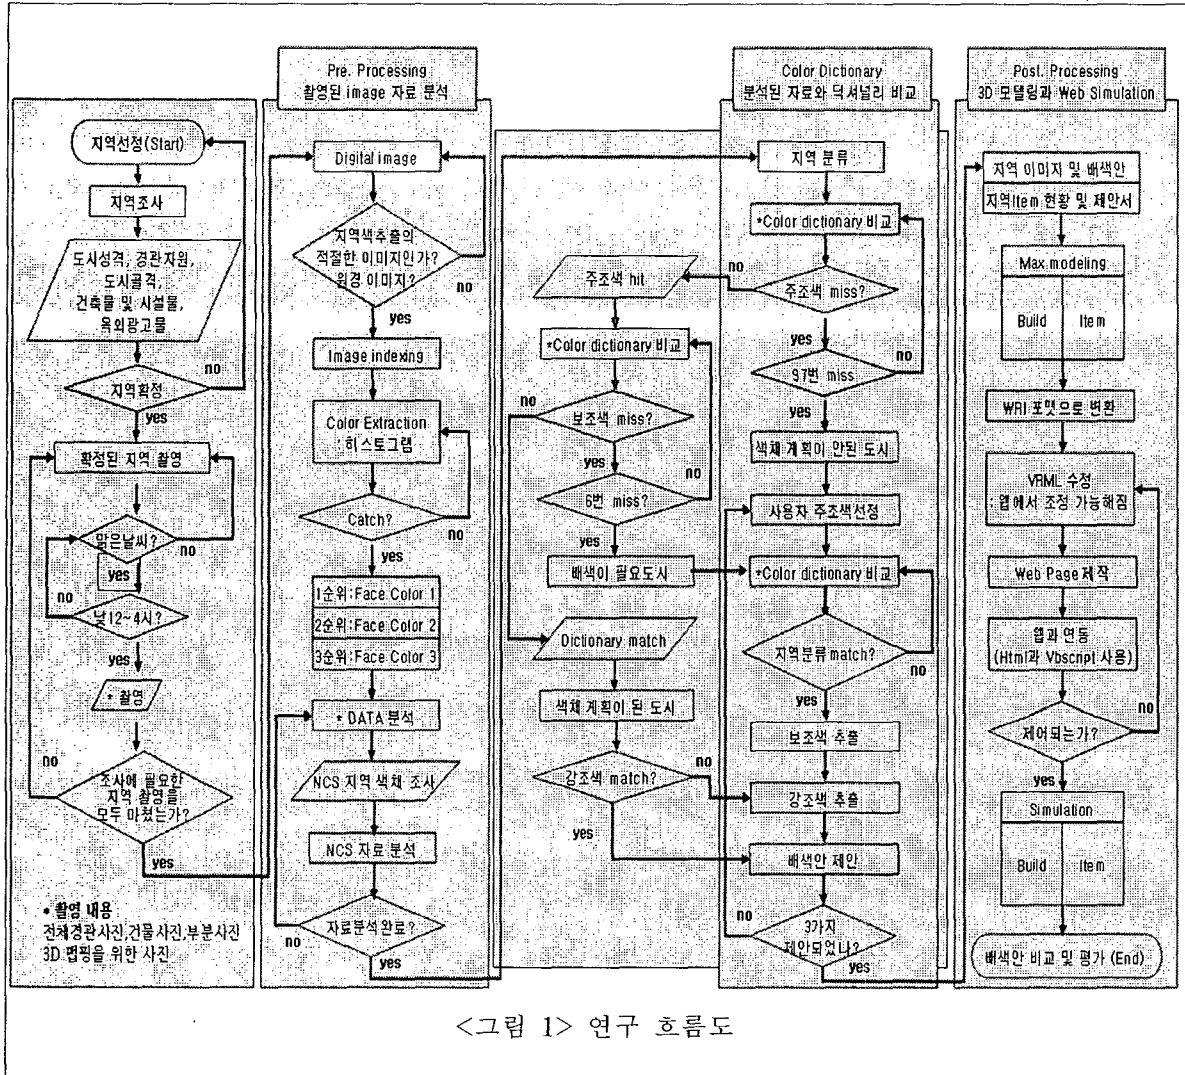 지역선정(Start)
지역조사
도시성격, 경관자원,
도시골격,
건축물 및 시설물,
옥외광고물
no
지역확정
yes
확정된 지역 촬영
맑은날씨?
no
yes
no
낮12~4시?
yes
* 촬영
no
조사에 필요한
지역 촬영을
모두 마쳤는가?
yes
* 촬영 내용
전체경관사진,건물사진,부분사진
3D 맵핑을 위한 사진
Pre. Processing
촬영된 image 자료 분석
Digital image
지역색추출의
적절한 이미지인가?
원경 이미지?
no
yes
Image indexing
Color Extraction
: 히스토그램
Catch?
no
yes
1순위:Face Color 1
2순위:Face Color 2
3순위:Face Color 3
* DATA 분석
NCS 지역 색채 조사
NCS 자료 분석
자료분석완료?
no
yes
주조색 hit
*Color dictionary 비교
no
보조색 miss?
yes
no
6번 miss?
yes
배색이 필요도시
Dictionary match
색채 계획이 된 도시
강조색 match?
no
yes
Color Dictionary
분석된 자료와 딕셔널리 비교
지역 분류
*Color dictionary 비교
no
주조색 miss?
yes
no
97번 miss
yes
색채 계획이 안된 도시
사용자 주조색선정
*Color dictionary 비교
지역분류match?
no
yes
보조색 추출
강조색 추출
배색안 제안
no
3가지
제안되었나?
yes
Post. Processing
3D 모델링과 Web Simulation
지역 이미지 및 배색안
지역Item 현황 및 제안서
Max modeling
Build
Item
WRl 포맷으로 변환
VRML 수정
: 웹에서 조정 가능해짐
Web Page 제작
웹과 연동
(Html과 Vbscript 사용)
no
제어되는가?
yes
Simulation
Build
Item
배색안 비교 및 평가 (End)
<그림 1> 연구 흐름도